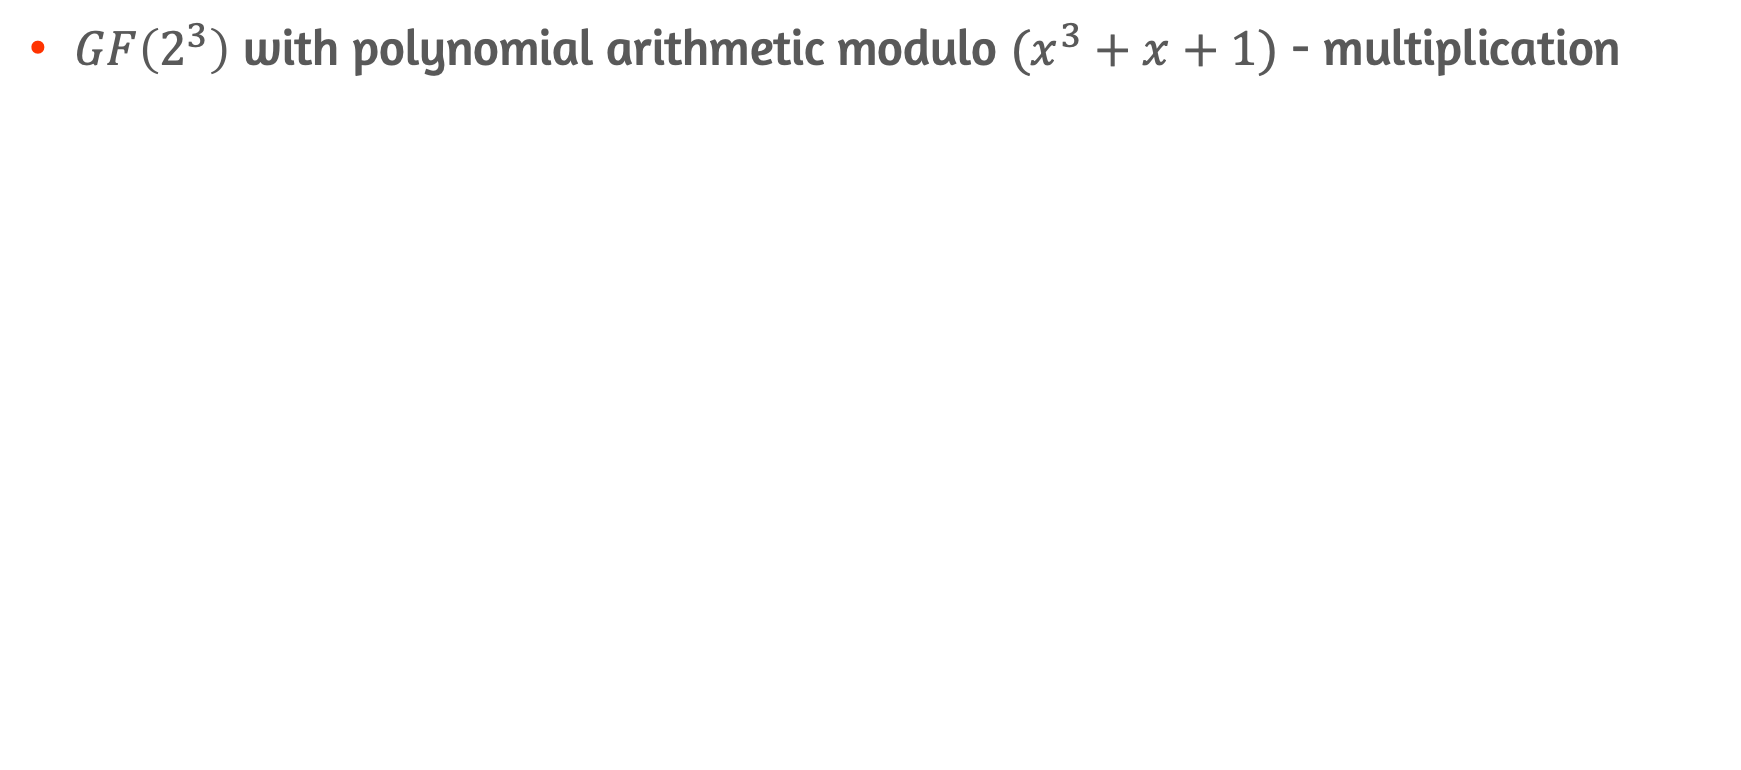 • GF(2³) with polynomial arithmetic modulo (x³ + x + 1) - multiplication